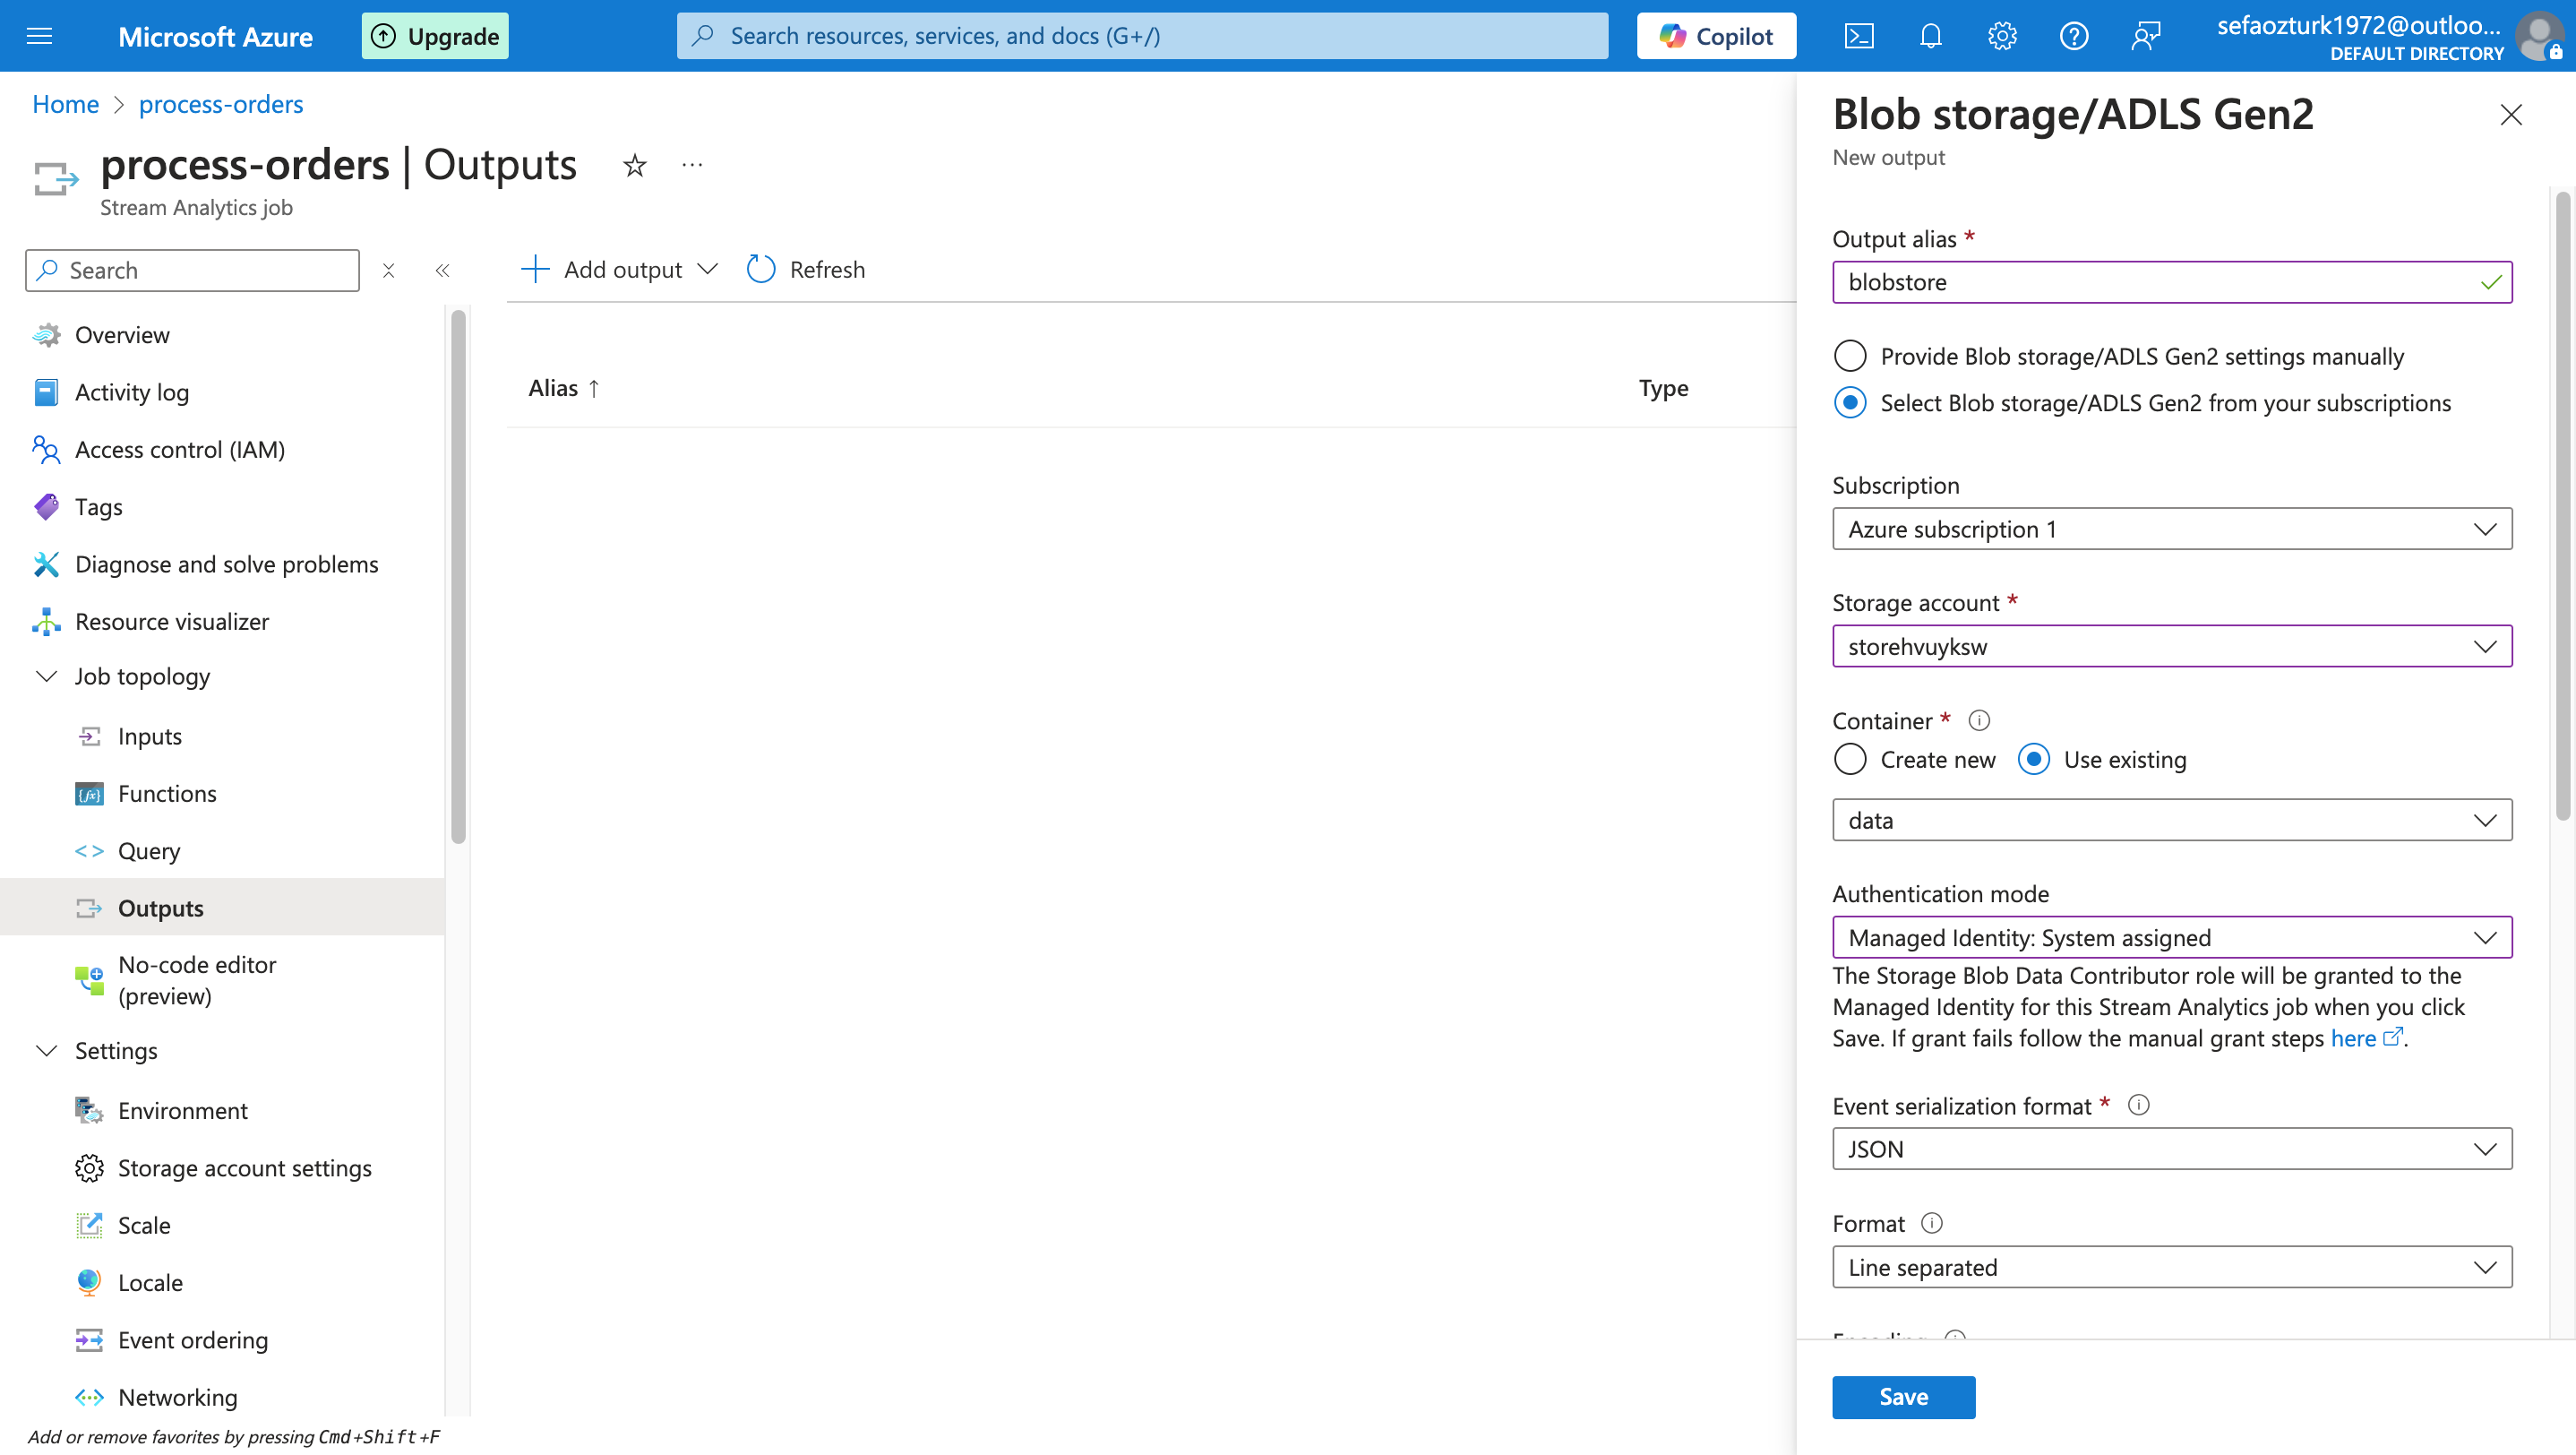 Microsoft Azure
Upgrade
Search resources, services, and docs (G+/)
Copilot
sefaozturk1972@outloo...
DEFAULT DIRECTORY
Home > process-orders
process-orders | Outputs
Stream Analytics job
Search
Overview
Activity log
Access control (IAM)
Tags
Diagnose and solve problems
Resource visualizer
Job topology
Inputs
Functions
Query
Outputs
No-code editor
(preview)
Settings
Environment
Storage account settings
Scale
Locale
Event ordering
Networking
Add or remove favorites by pressing Cmd+Shift+F
Add output
Refresh
Alias ↑
Type
Blob storage/ADLS Gen2
New output
Output alias *
blobstore
Provide Blob storage/ADLS Gen2 settings manually
Select Blob storage/ADLS Gen2 from your subscriptions
Subscription
Azure subscription 1
Storage account *
storehvuyksw
Container *
Create new
Use existing
data
Authentication mode
Managed Identity: System assigned
The Storage Blob Data Contributor role will be granted to the
Managed Identity for this Stream Analytics job when you click
Save. If grant fails follow the manual grant steps here.
Event serialization format *
JSON
Format
Line separated
Save